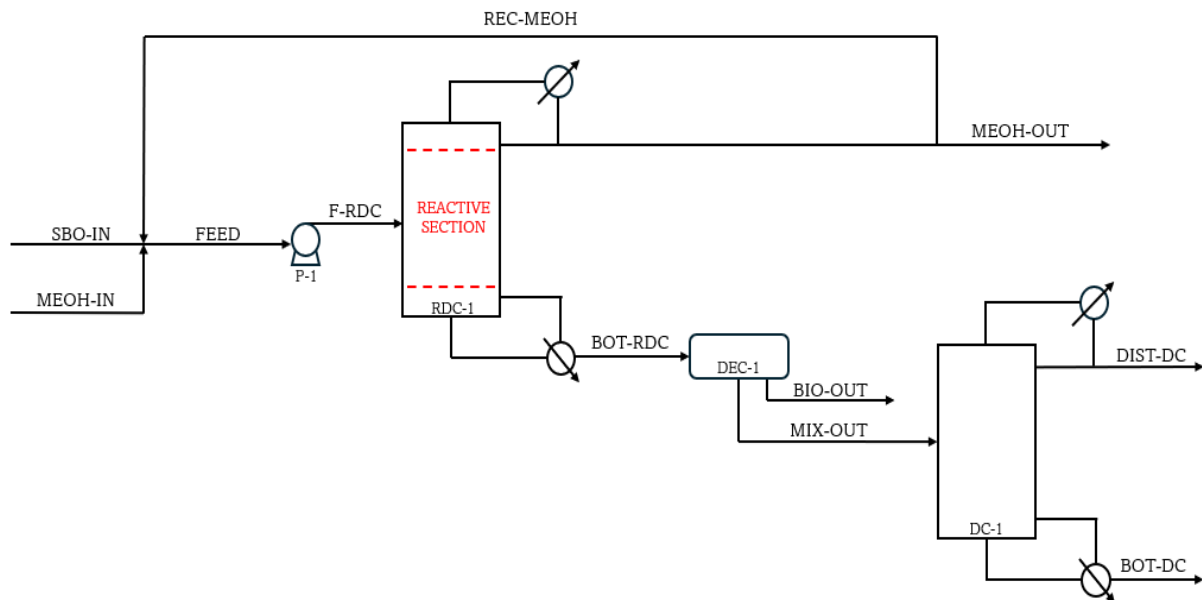 REC-MEOH
MEOH-OUT
F-RDC
REACTIVE
SECTION
SBO-IN
FEED
P-1
MEOH-IN
RDC-1
BOT-RDC
DEC-1
DIST-DC
BIO-OUT
MIX-OUT
DC-1
BOT-DC